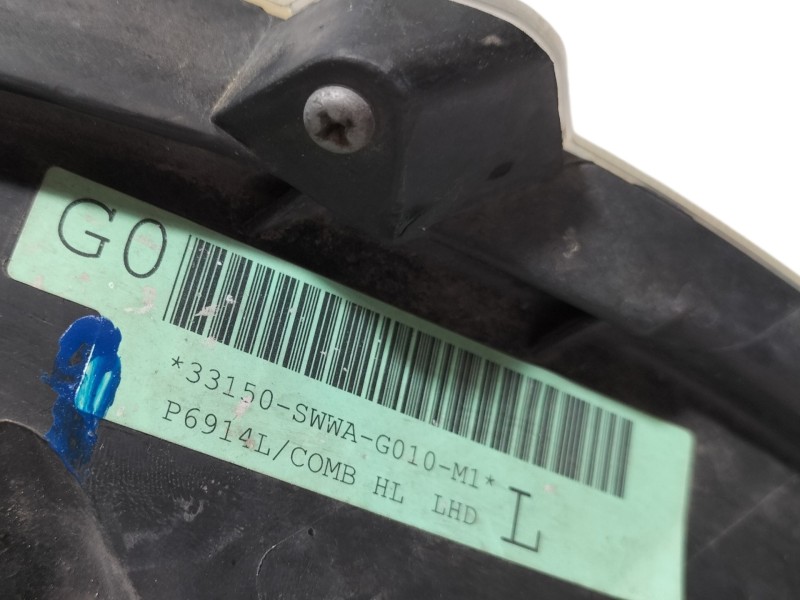 G0
*33150-SWWA-G010-M1*
P6914L/COMB HL LHD L